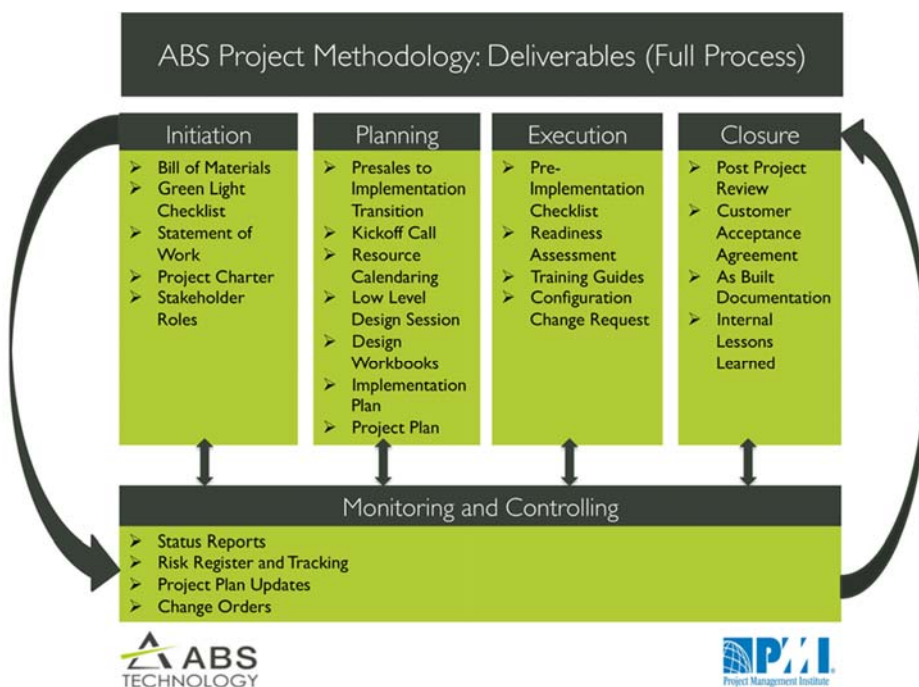 ABS Project Methodology: Deliverables (Full Process)
Initiation
➢ Bill of Materials
➢ Green Light
Checklist
➢ Statement of
Work
➢ Project Charter
➢ Stakeholder
Roles
Planning
➢ Presales to
Implementation
Transition
➢ Kickoff Call
➢ Resource
Calendaring
➢ Low Level
Design Session
➢ Design
Workbooks
➢ Implementation
Plan
➢ Project Plan
Execution
➢ Pre-
Implementation
Checklist
➢ Readiness
Assessment
➢ Training Guides
➢ Configuration
Change Request
Closure
➢ Post Project
Review
➢ Customer
Acceptance
Agreement
➢ As Built
Documentation
➢ Internal
Lessons
Learned
Monitoring and Controlling
➢ Status Reports
➢ Risk Register and Tracking
➢ Project Plan Updates
➢ Change Orders
ABS
TECHNOLOGY
PMI®
Project Management Institute